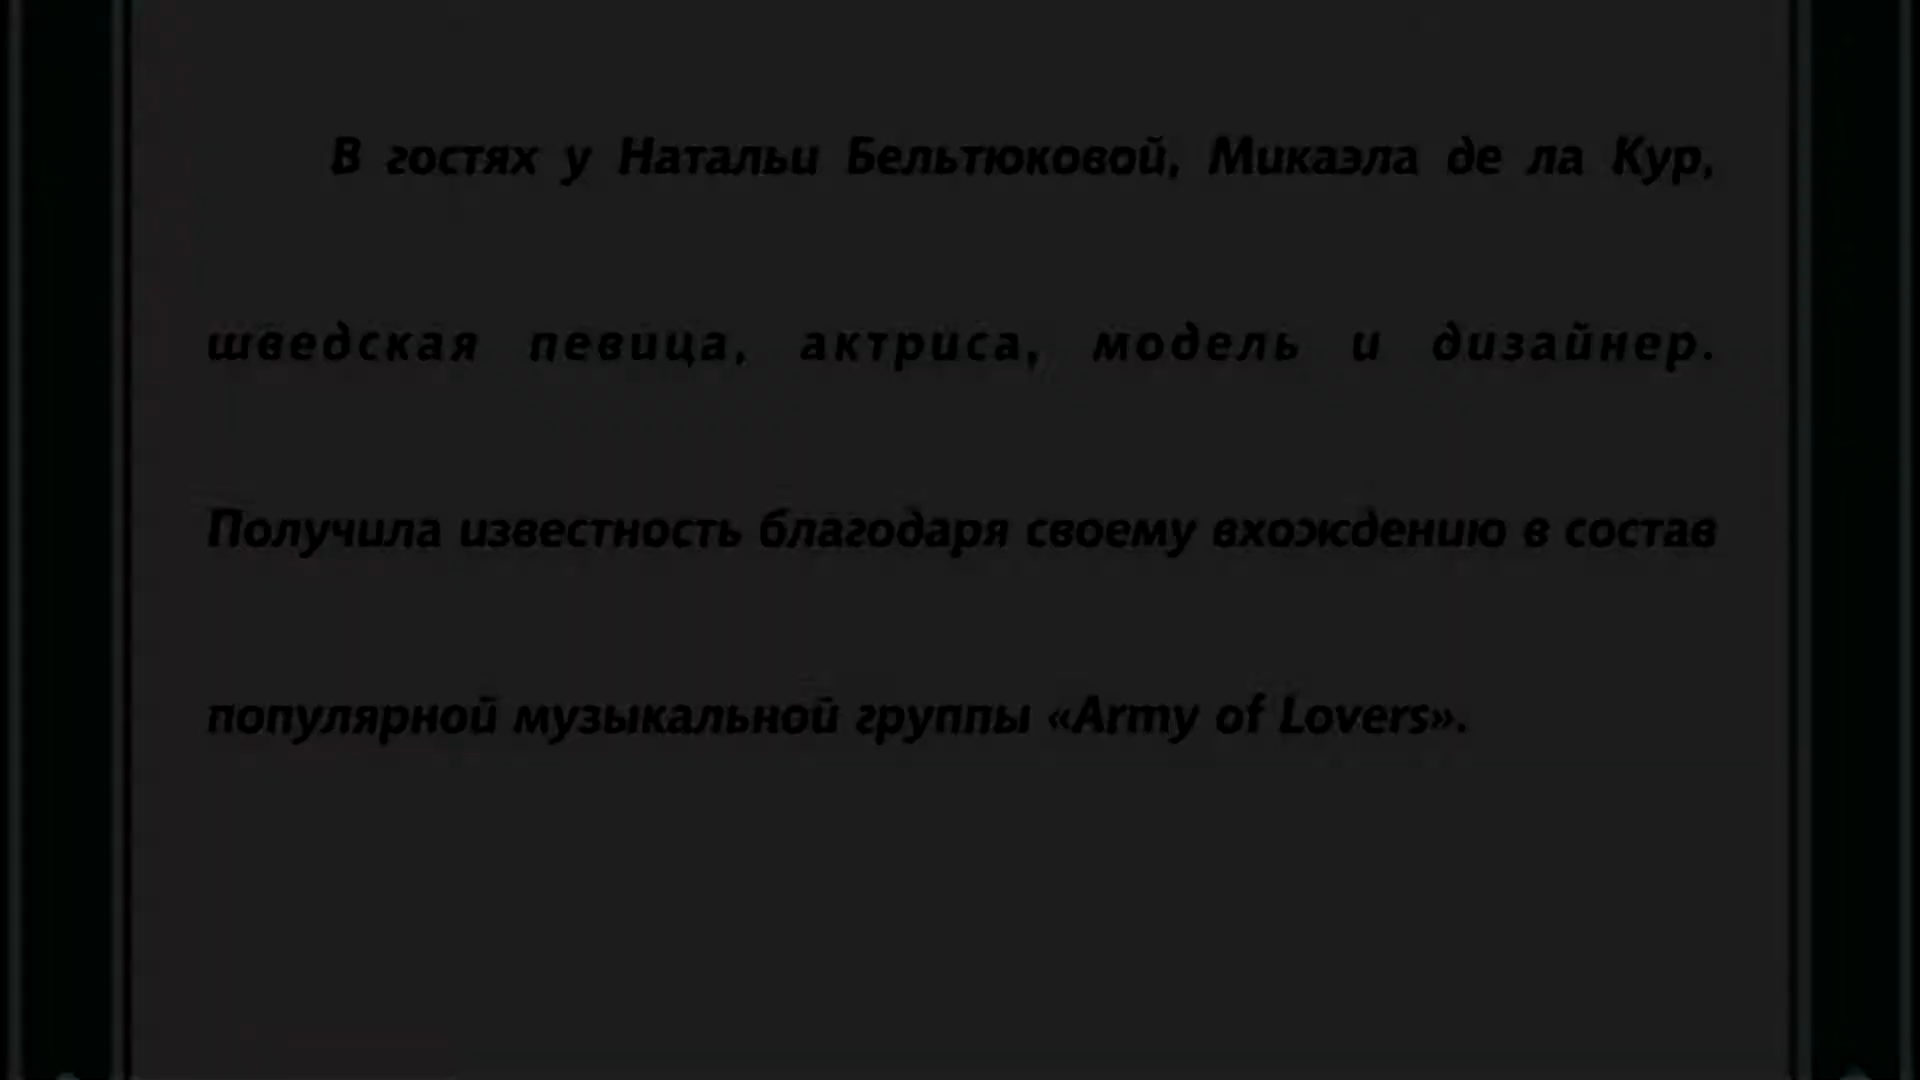 В гостях у Натальи Бельтюковой, Микаэла де ла Кур,
шведская певица, актриса, модель и дизайнер.
Получила известность благодаря своему вхождению в состав
популярной музыкальной группы «Army of Lovers».